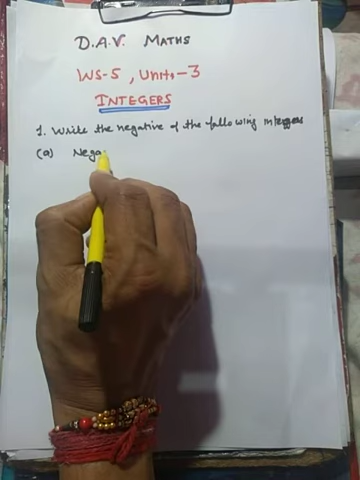 D.A.V. MATHS
WS-5, Unit-3
INTEGERS
1. Write the negative of the following integers
(a) Nega